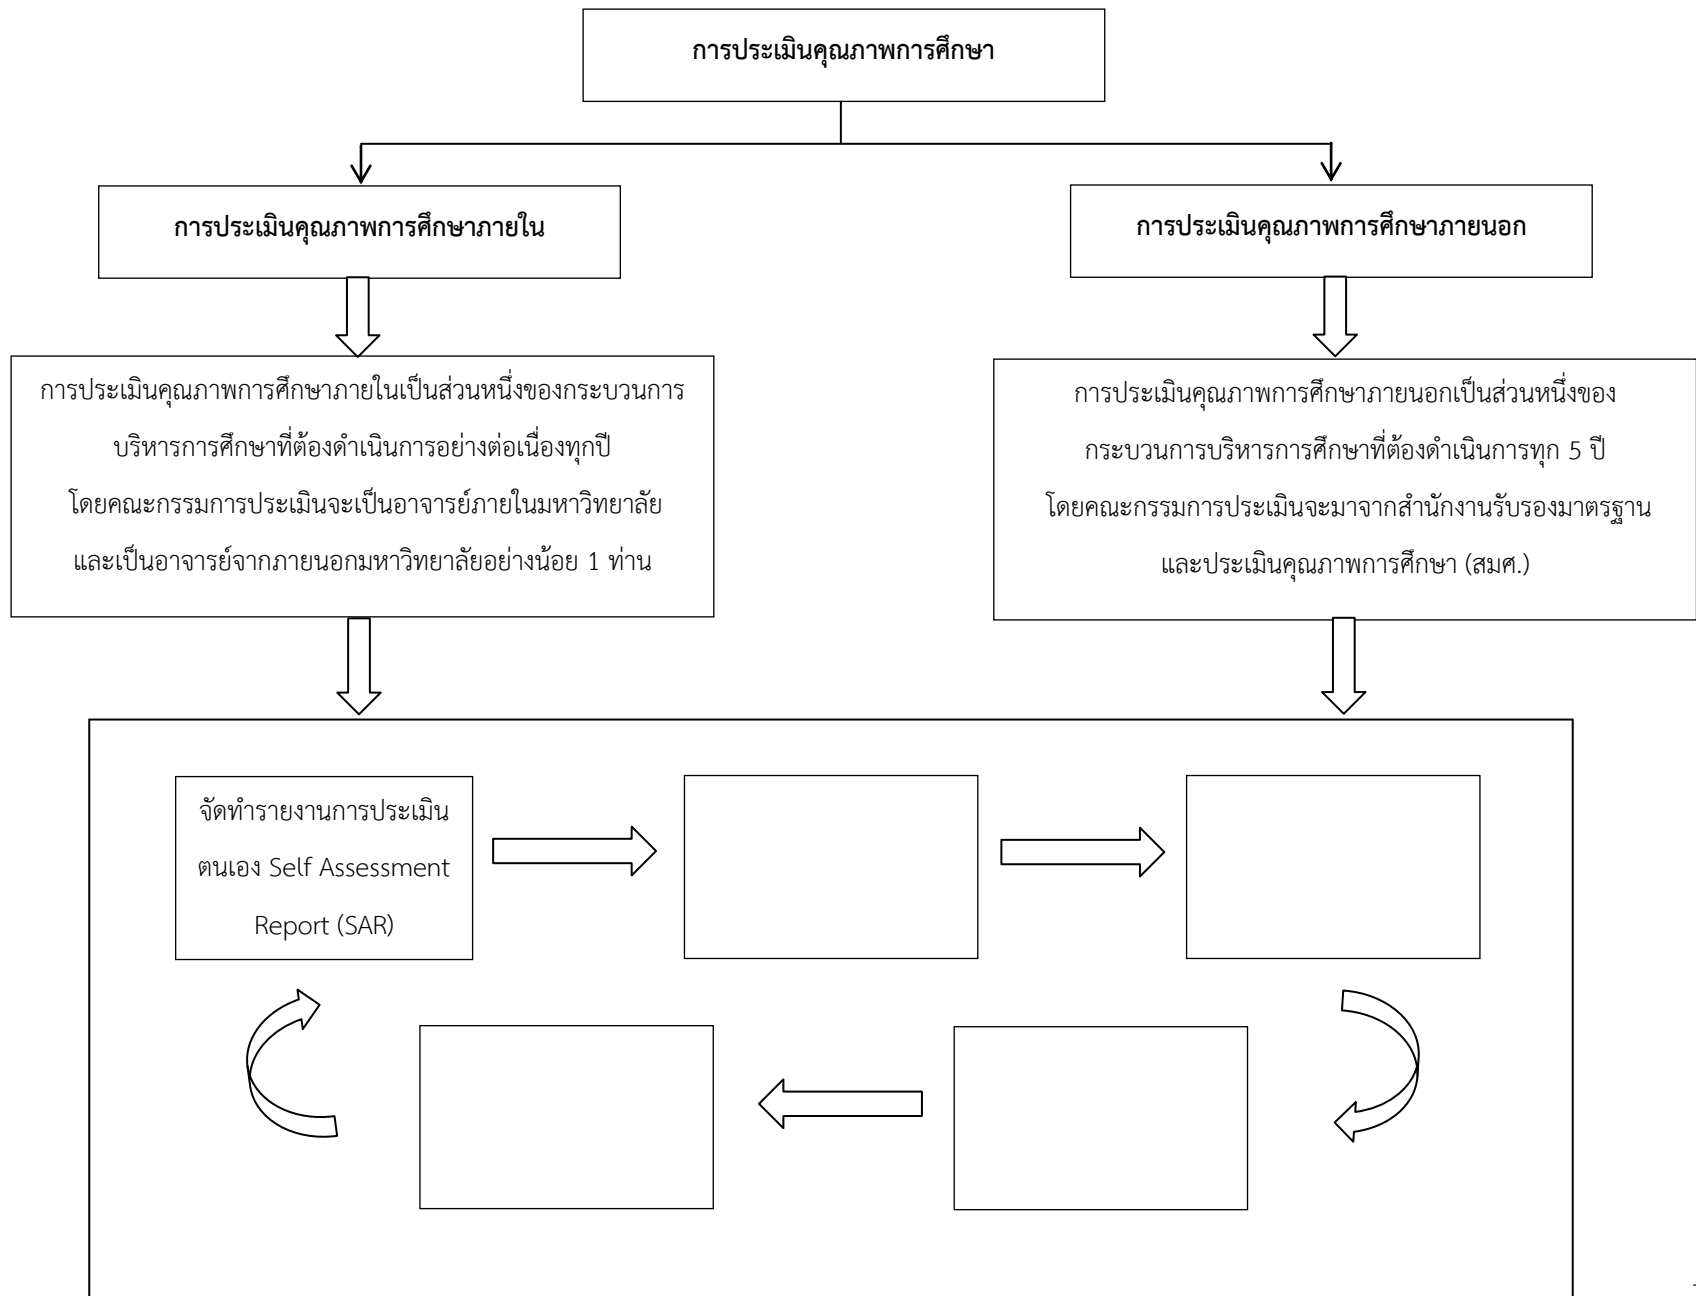 การประเมินคุณภาพการศึกษา
การประเมินคุณภาพการศึกษาภายใน
การประเมินคุณภาพการศึกษาภายนอก
การประเมินคุณภาพการศึกษาภายในเป็นส่วนหนึ่งของกระบวนการ
บริหารการศึกษาที่ต้องดำเนินการอย่างต่อเนื่องทุกปี
โดยคณะกรรมการประเมินจะเป็นอาจารย์ภายในมหาวิทยาลัย
และเป็นอาจารย์จากภายนอกมหาวิทยาลัยอย่างน้อย 1 ท่าน
การประเมินคุณภาพการศึกษาภายนอกเป็นส่วนหนึ่งของ
กระบวนการบริหารการศึกษาที่ต้องดำเนินการทุก 5 ปี
โดยคณะกรรมการประเมินจะมาจากสำนักงานรับรองมาตรฐาน
และประเมินคุณภาพการศึกษา (สมศ.)
จัดทำรายงานการประเมิน
ตนเอง Self Assessment
Report (SAR)